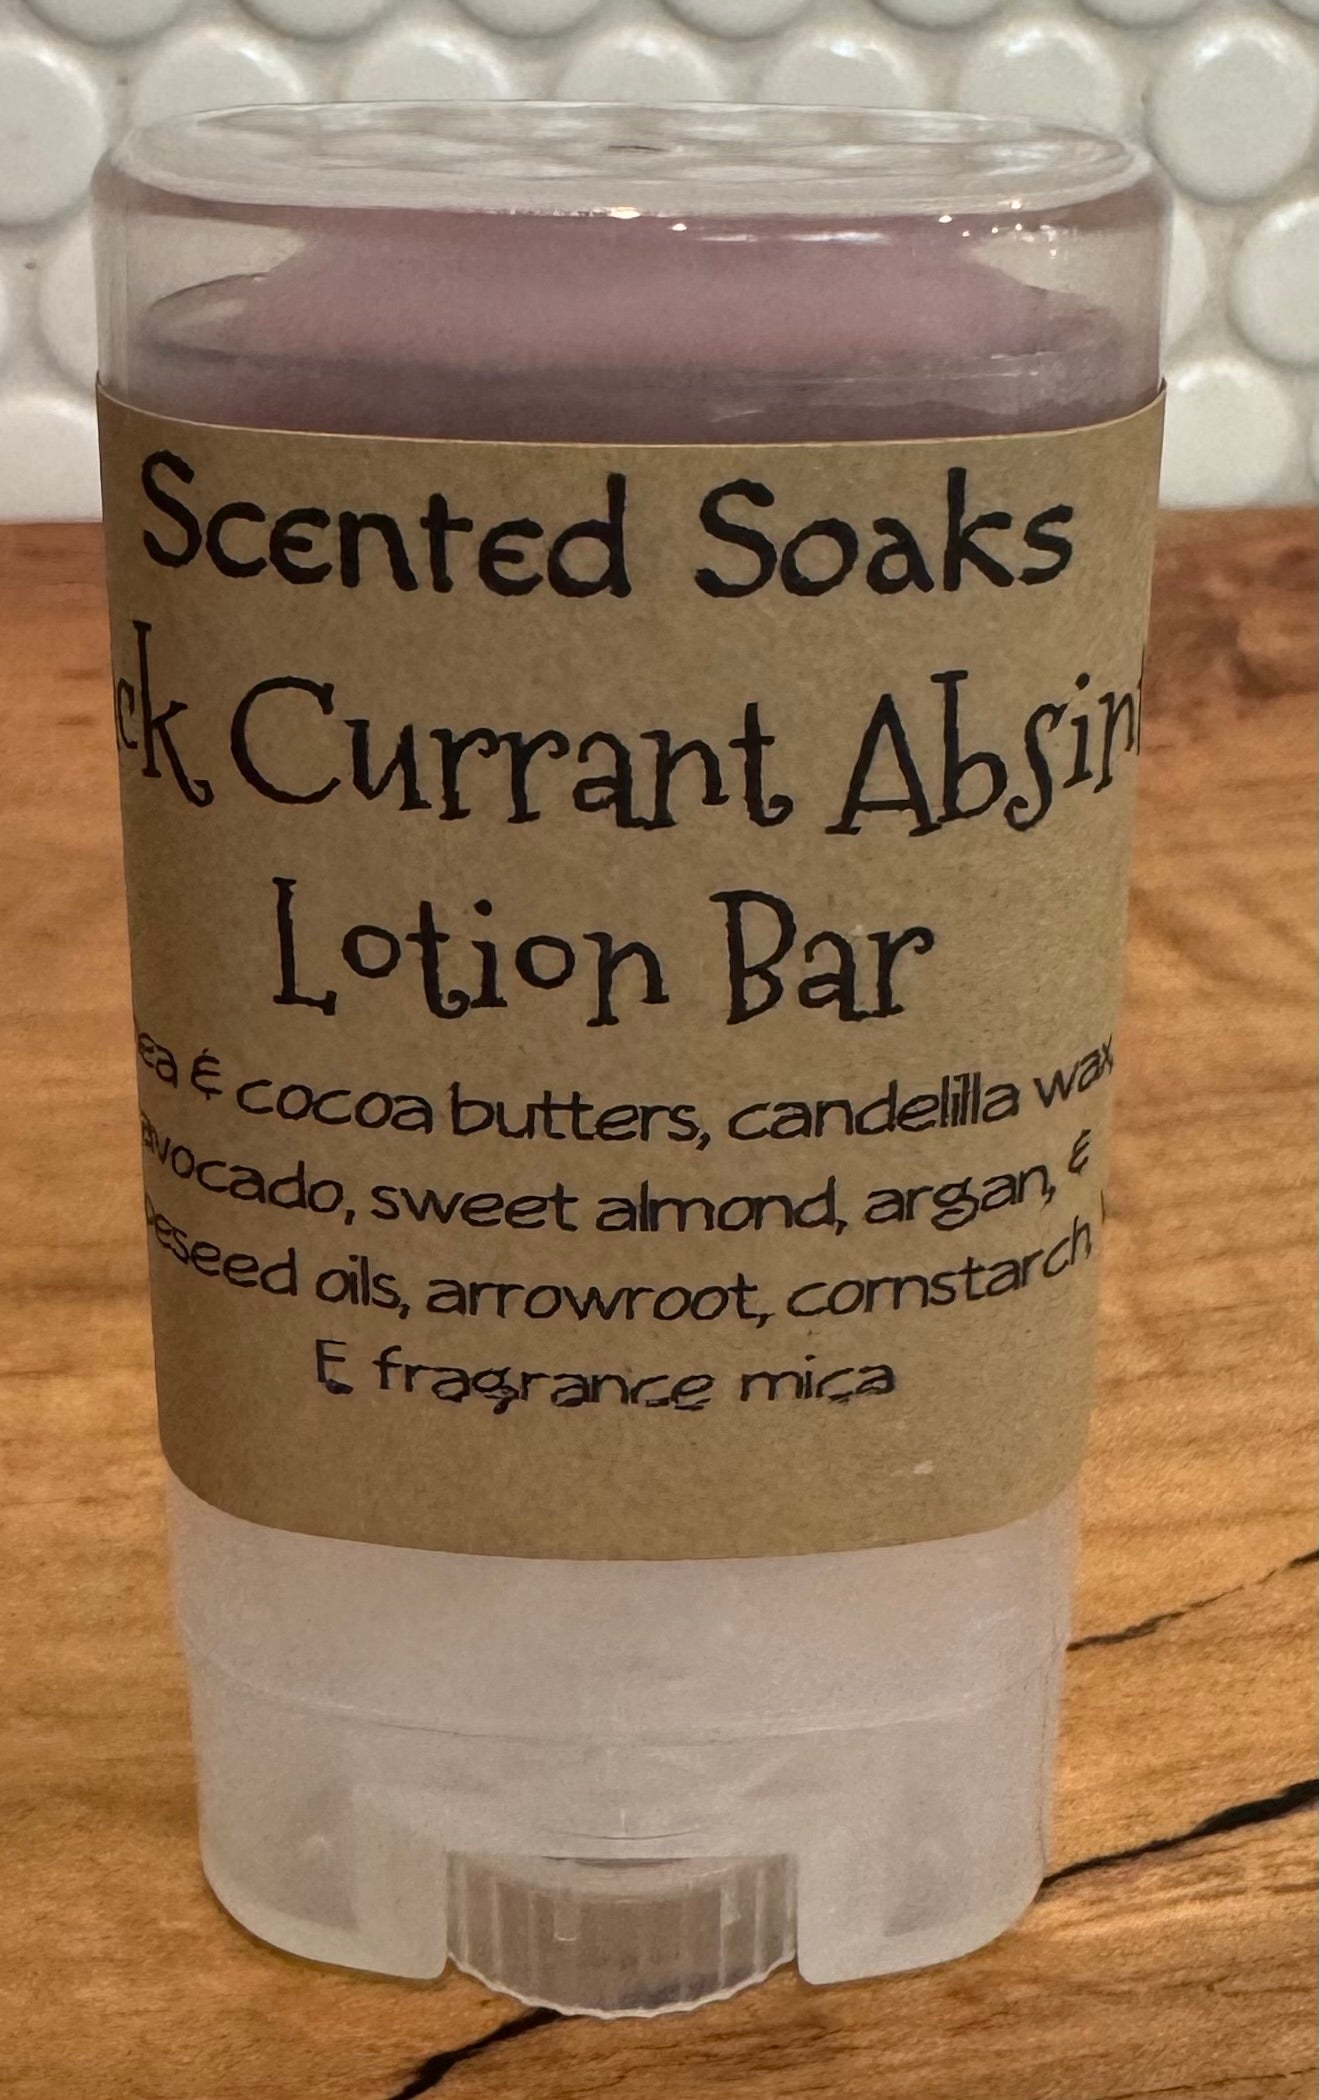 Scented Soaks
ck Currant Absin
Lotion Bar
ea & cocoa butters, candelilla wax
avocado, sweet almond, argan, &
eseed oils, arrowroot, cornstarch,
E, fragrance mica